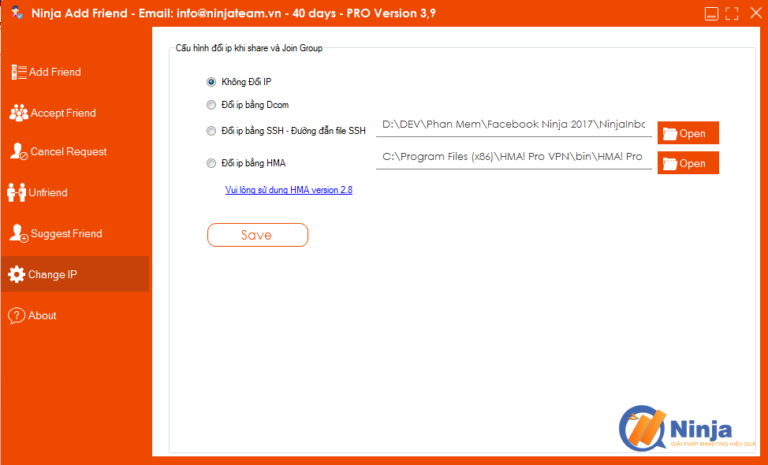 Ninja Add Friend - Email: info@ninjateam.vn - 40 days - PRO Version 3,9
Add Friend
Accept Friend
Cancel Request
Unfriend
Suggest Friend
Change IP
About
Cấu hình đổi ip khi share và Join Group
Không Đổi IP
Đổi ip bằng Dcom
Đổi ip bằng SSH - Đường dẫn file SSH
D:\DEV\Phan Mem\Facebook Ninja 2017\NinjaInbo
Open
Đổi ip bằng HMA
C:\Program Files (x86)\HMA! Pro VPN\bin\HMA! Pro
Open
Vui lòng sử dụng HMA version 2.8
Save
Ninja
GIẢI PHÁP MARKETING HIỆU QUẢ